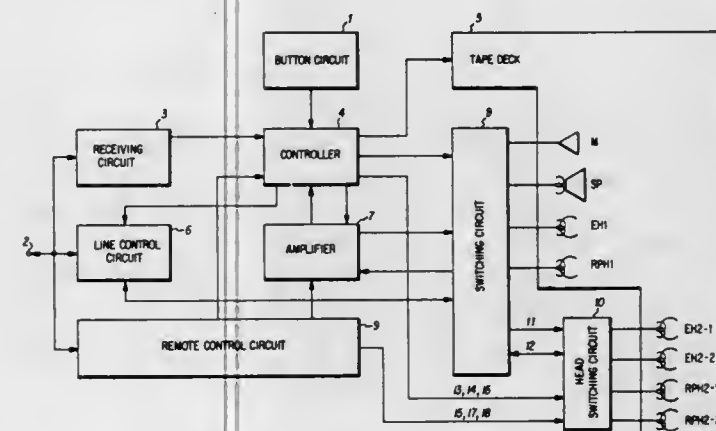 1
BUTTON CIRCUIT
5
TAPE DECK
3
RECEIVING
CIRCUIT
4
CONTROLLER
9
SWITCHING CIRCUIT
M
SP
EH1
RPH1
2
6
LINE CONTROL
CIRCUIT
7
AMPLIFIER
9
REMOTE CONTROL CIRCUIT
11
12
13, 14, 16
15, 17, 18
10
HEAD
SWITCHING CIRCUIT
EH2-1
EH2-2